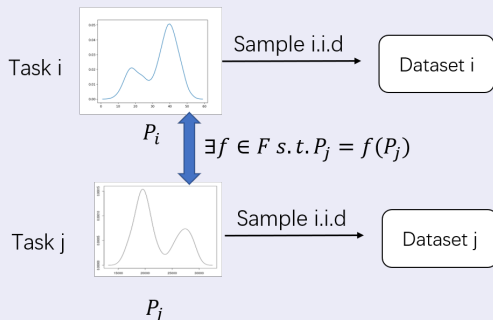 Task i
Sample i.i.d
Dataset i
P_i
∃f ∈ F s.t. P_j = f(P_j)
Task j
Sample i.i.d
Dataset j
P_j